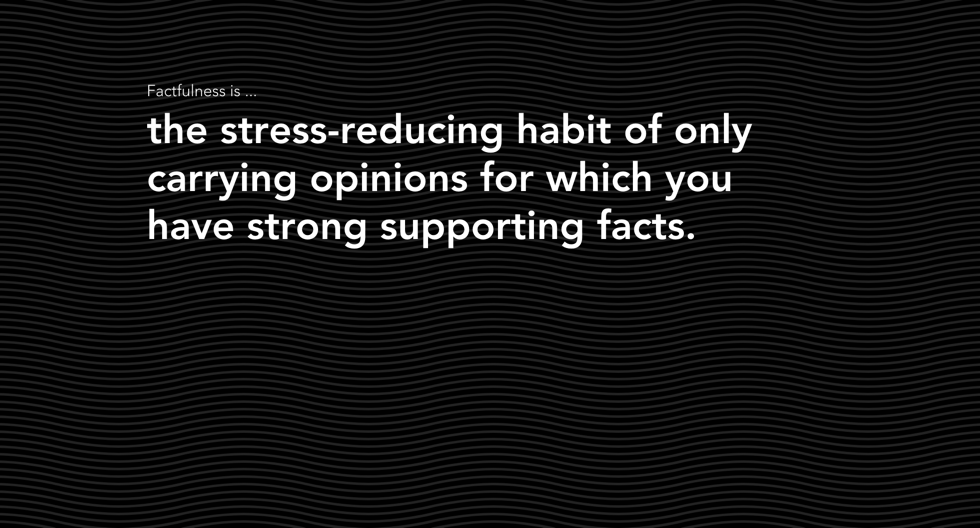 Factfulness is ...
the stress-reducing habit of only
carrying opinions for which you
have strong supporting facts.